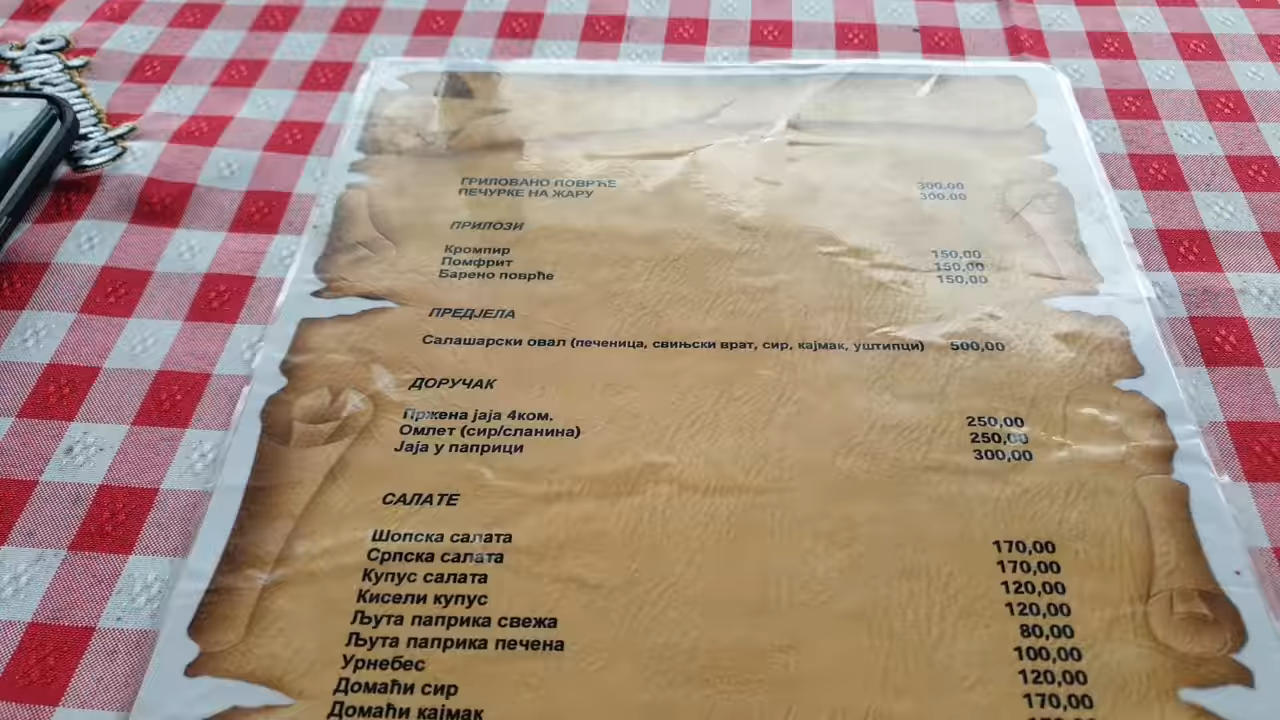 ГРИЛОВАНО ПОВРЋЕ 300.00
ПЕЧУРКЕ НА ЖАРУ 300.00
ПРИЛОЗИ
Кромпир 150,00
Помфрит 150,00
Барено поврће 150,00
ПРЕДЈЕЛА
Салашарски овал (печеница, свињски врат, сир, кајмак, уштипци) 500,00
ДОРУЧАК
Пржена јаја 4ком. 250,00
Омлет (сир/сланина) 250,00
Јаја у паприци 300,00
САЛАТЕ
Шопска салата 170,00
Српска салата 170,00
Купус салата 120,00
Кисели купус 120,00
Љута паприка свежа 80,00
Љута паприка печена 100,00
Урнебес 120,00
Домаћи сир 170,00
Домаћи кајмак